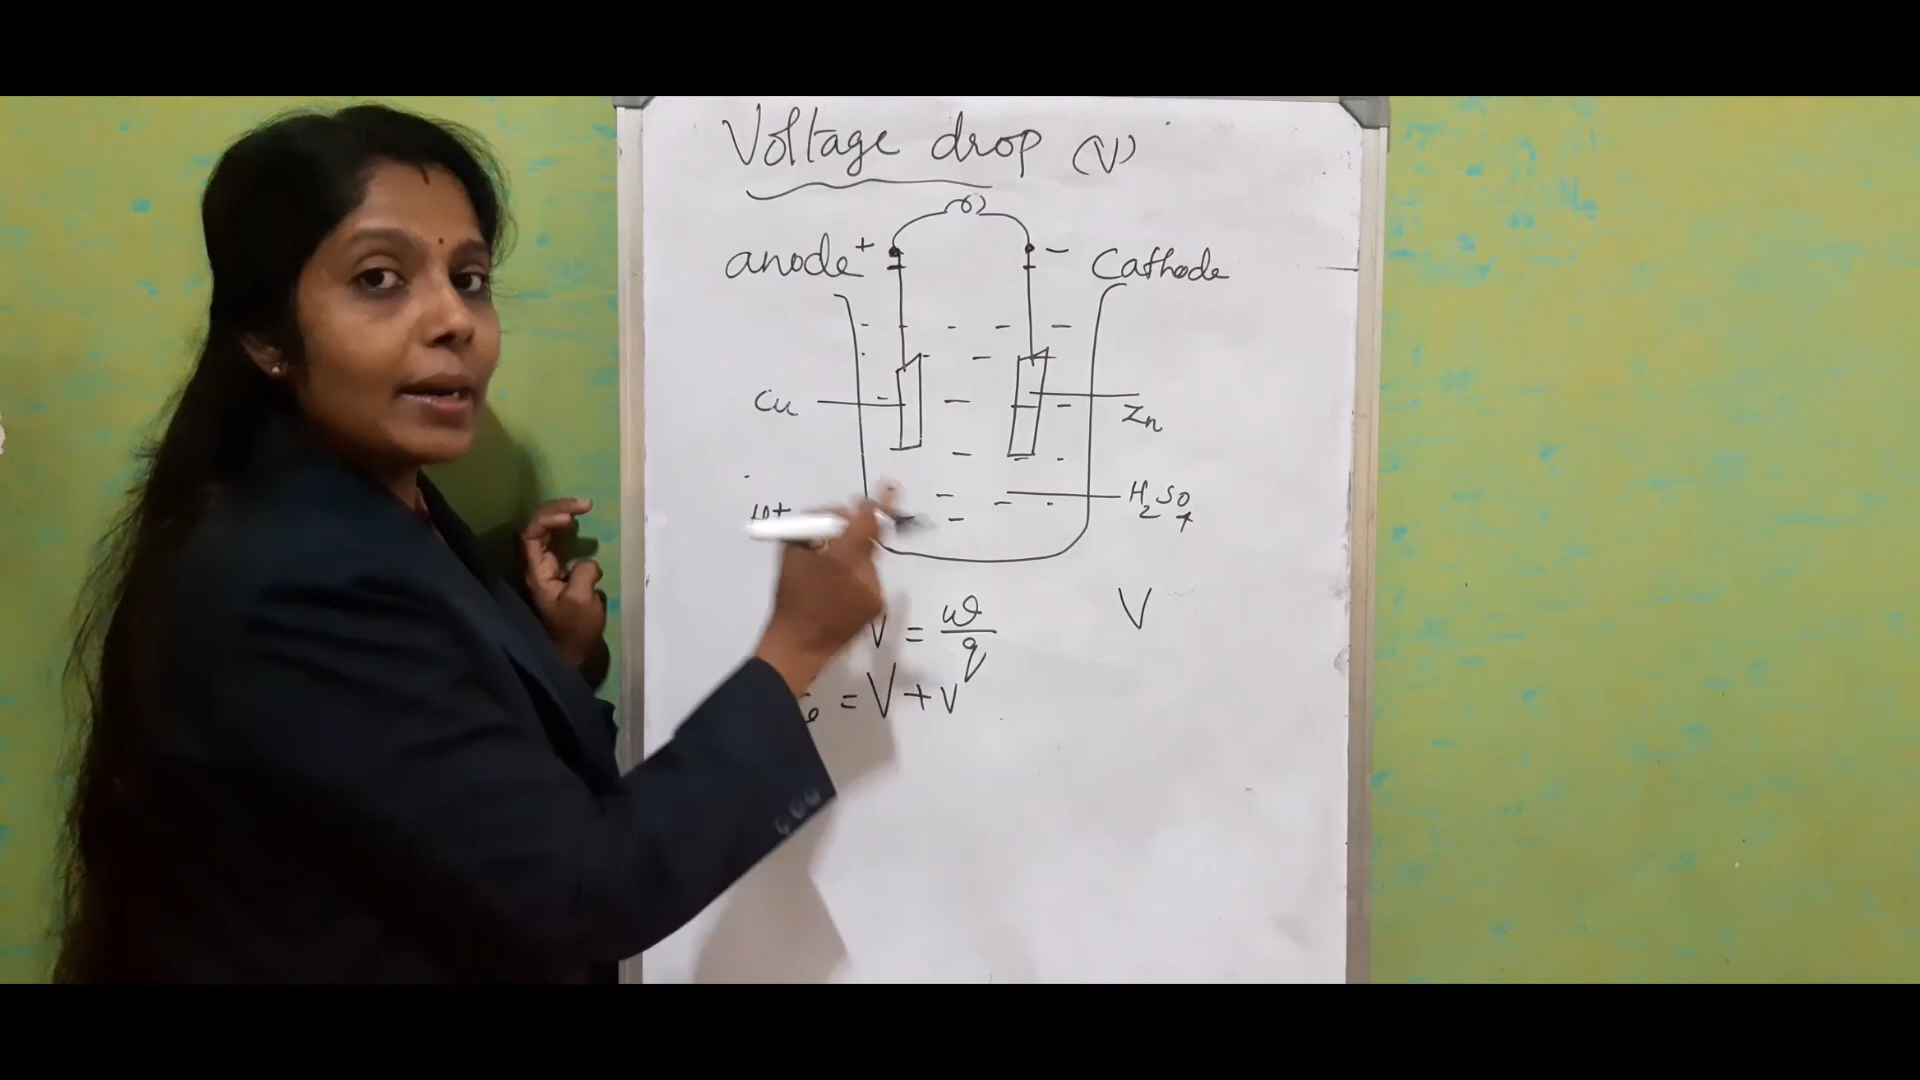 Voltage drop (V)
anode + - Cathode
Cu
Zn
H2SO4
V = w/q
V
= V + v